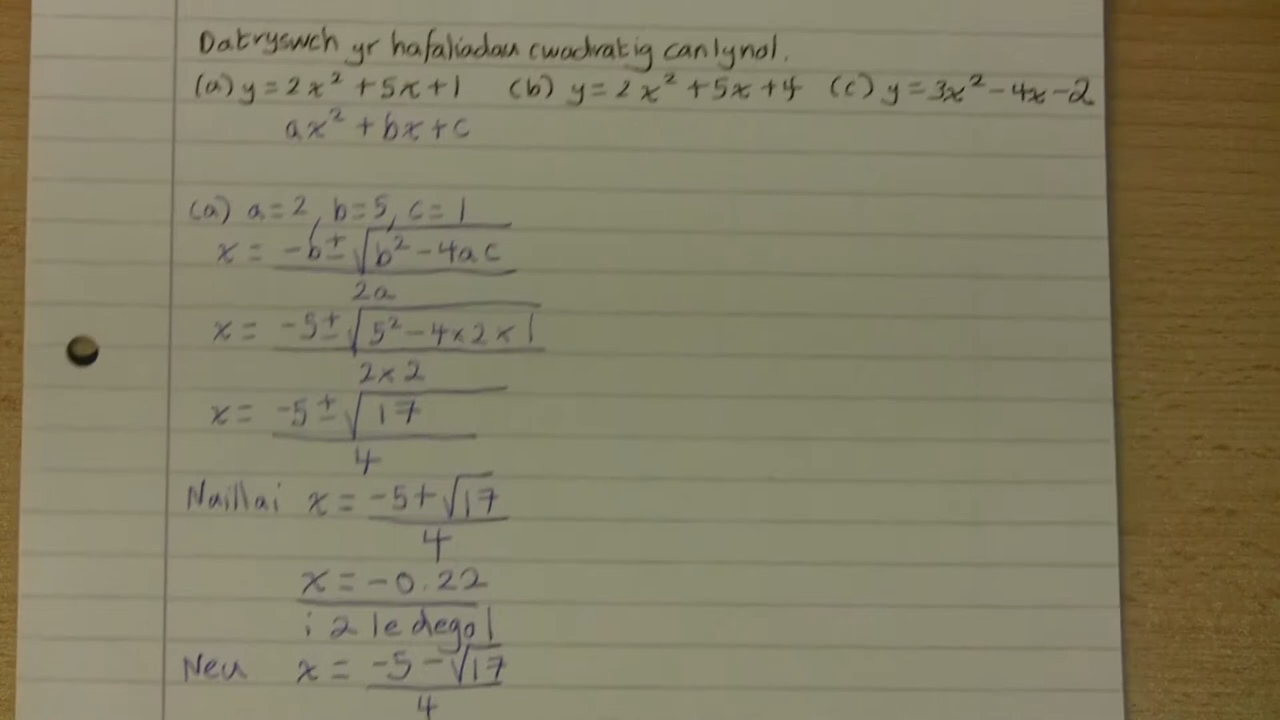 Datryswch yr hafaliadau cwadratig canlynol.
(a) y = 2x² + 5x + 1 (b) y = 2x² + 5x + 4 (c) y = 3x² - 4x - 2
ax² + bx + c
(a) a = 2, b = 5, c = 1
x = -b ± √b² - 4ac
2a
x = -5 ± √5² - 4 × 2 × 1
2 × 2
x = -5 ± √17
4
Naillai x = -5 + √17
4
x = -0.22
i 2 le degol
Neu x = -5 - √17
4